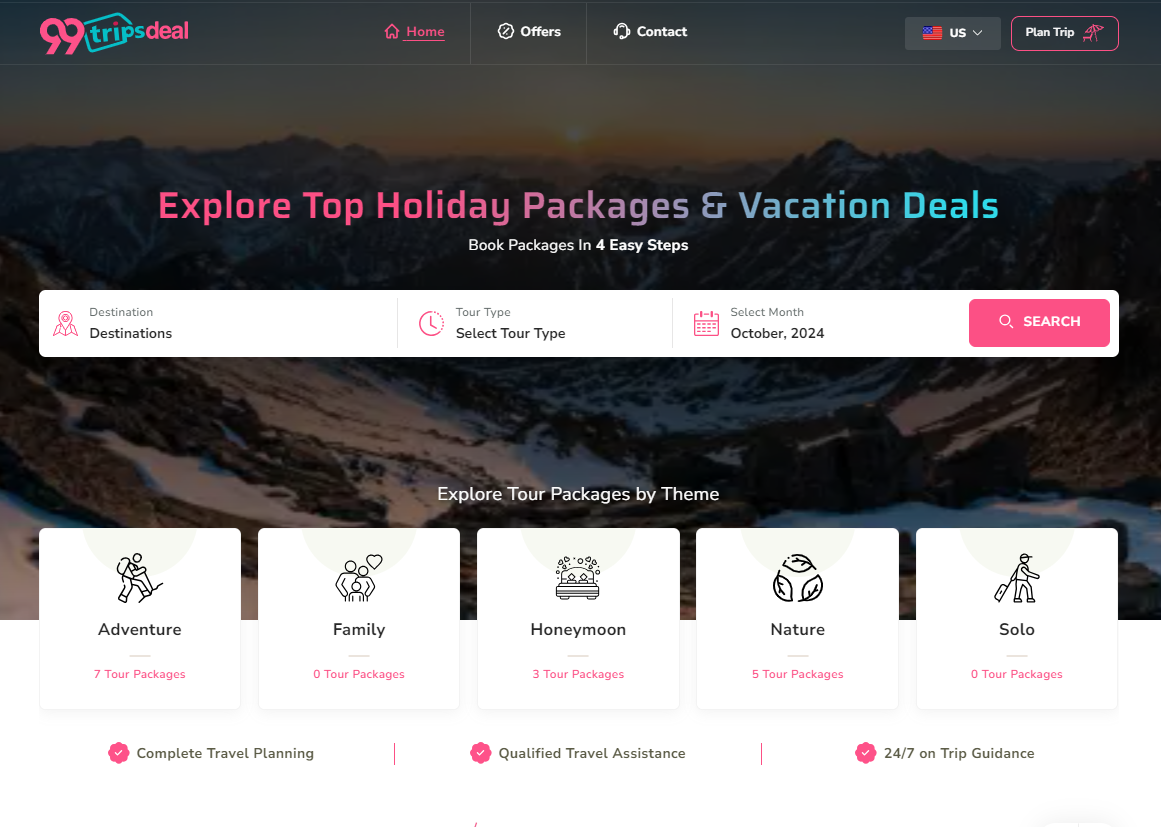 99tripsdeal
Home
Offers
Contact
US
Plan Trip
Explore Top Holiday Packages & Vacation Deals
Book Packages In 4 Easy Steps
Destination
Destinations
Tour Type
Select Tour Type
Select Month
October, 2024
SEARCH
Explore Tour Packages by Theme
Adventure
7 Tour Packages
Family
0 Tour Packages
Honeymoon
3 Tour Packages
Nature
5 Tour Packages
Solo
0 Tour Packages
Complete Travel Planning
Qualified Travel Assistance
24/7 on Trip Guidance